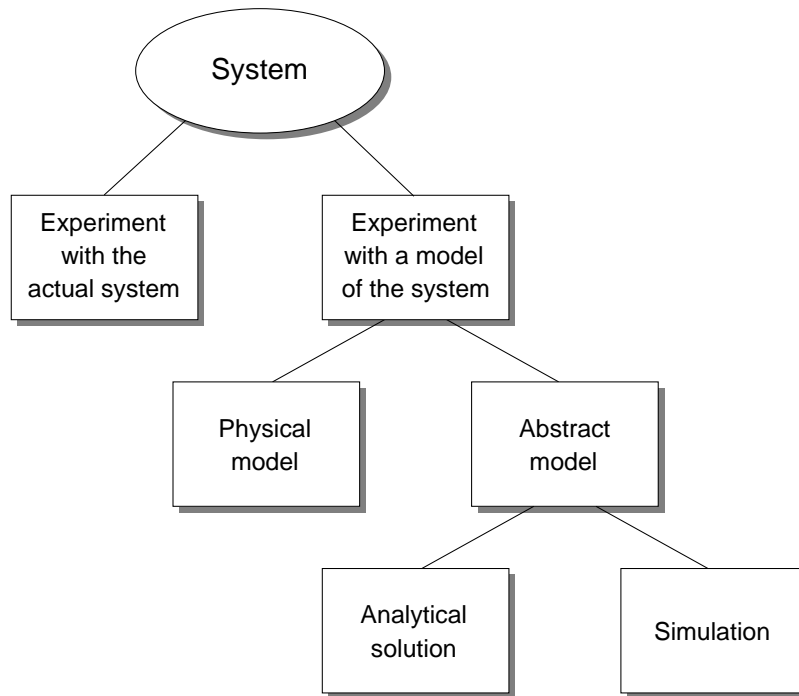 System
Experiment
with the
actual system
Experiment
with a model
of the system
Physical
model
Abstract
model
Analytical
solution
Simulation